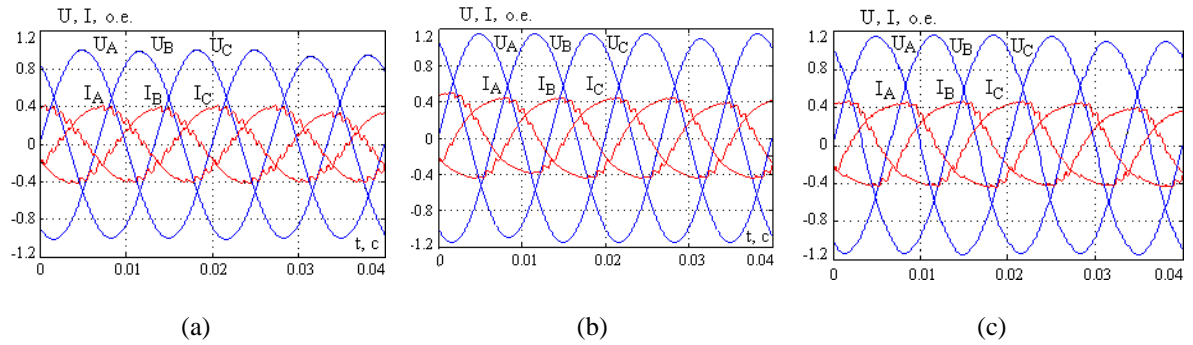 U, I, o.e.
1.2
0.8
0.4
0
-0.4
-0.8
-1.2
U_A U_B U_C
I_A I_B I_C
t, c
0 0.01 0.02 0.03 0.040
(a)
U, I, o.e.
1.2
0.8
0.4
0
-0.4
-0.8
-1.2
U_A U_B U_C
I_A I_B I_C
t, c
0 0.01 0.02 0.03 0.04
(b)
U, I, o.e.
1.2
0.8
0.4
0
-0.4
-0.8
-1.2
U_A U_B U_C
I_A I_B I_C
0 0.01 0.02 0.03 0.04
(c)